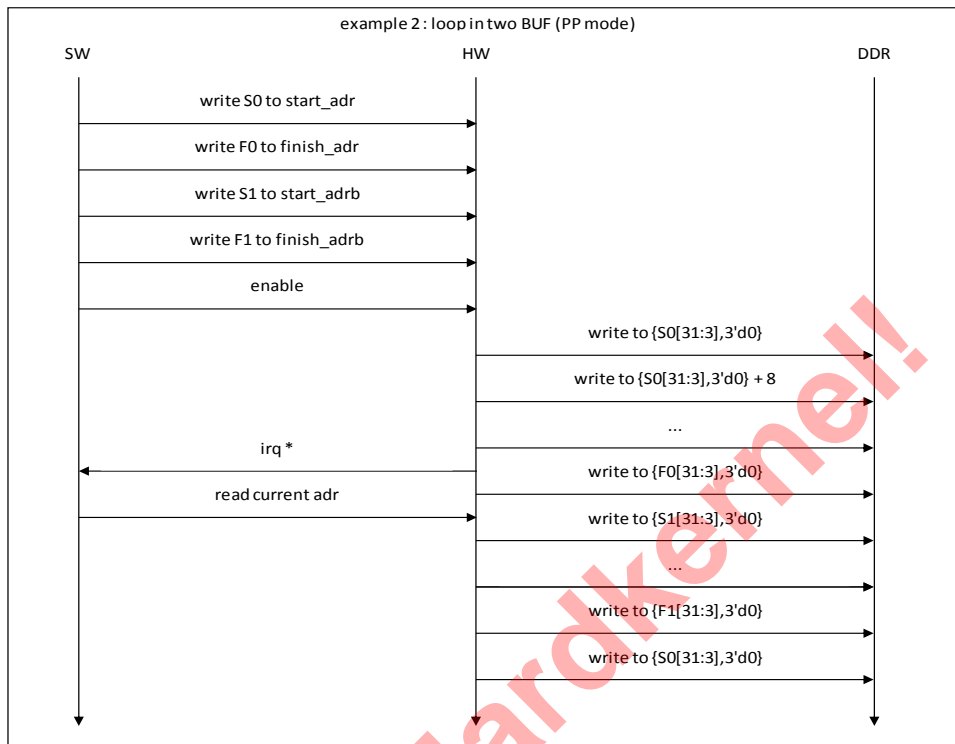 example 2 : loop in two BUF (PP mode)
SW HW DDR
write S0 to start_adr
write F0 to finish_adr
write S1 to start_adrb
write F1 to finish_adrb
enable
write to {S0[31:3],3'd0}
write to {S0[31:3],3'd0} + 8
...
irq *
write to {F0[31:3],3'd0}
read current adr
write to {S1[31:3],3'd0}
...
write to {F1[31:3],3'd0}
write to {S0[31:3],3'd0}
ardkernel!